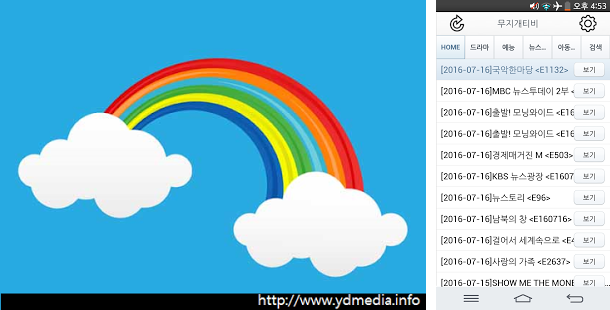 http://www.ydmedia.info
오후 4:53
무지개티비
HOME 드라마 예능 뉴스... 아동... 검색
[2016-07-16]국악한마당 <E1132> 보기
[2016-07-16]MBC 뉴스투데이 2부 < 보기
[2016-07-16]출발! 모닝와이드 <E16 보기
[2016-07-16]출발! 모닝와이드 <E16 보기
[2016-07-16]경제매거진 M <E503> 보기
[2016-07-16]KBS 뉴스광장 <E1607 보기
[2016-07-16]뉴스토리 <E96> 보기
[2016-07-16]남북의 창 <E160716> 보기
[2016-07-16]걸어서 세계속으로 <E4 보기
[2016-07-16]사랑의 가족 <E2637> 보기
[2016-07-15]SHOW ME THE MONE 보기